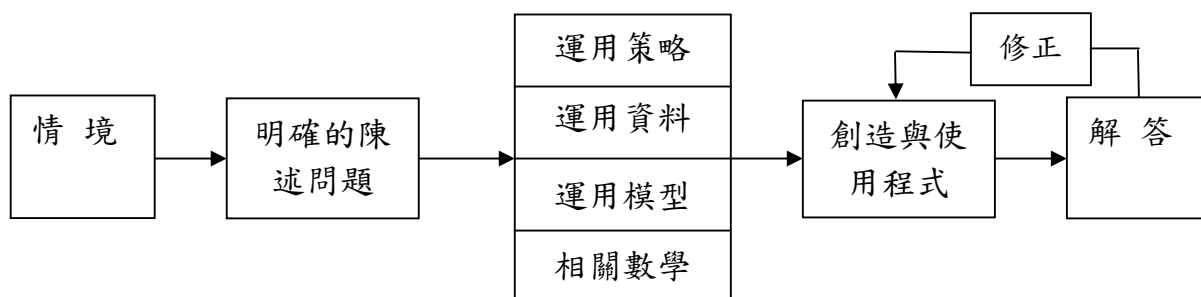 情 境
明確的陳
述問題
運用策略
運用資料
運用模型
相關數學
創造與使
用程式
修正
解 答